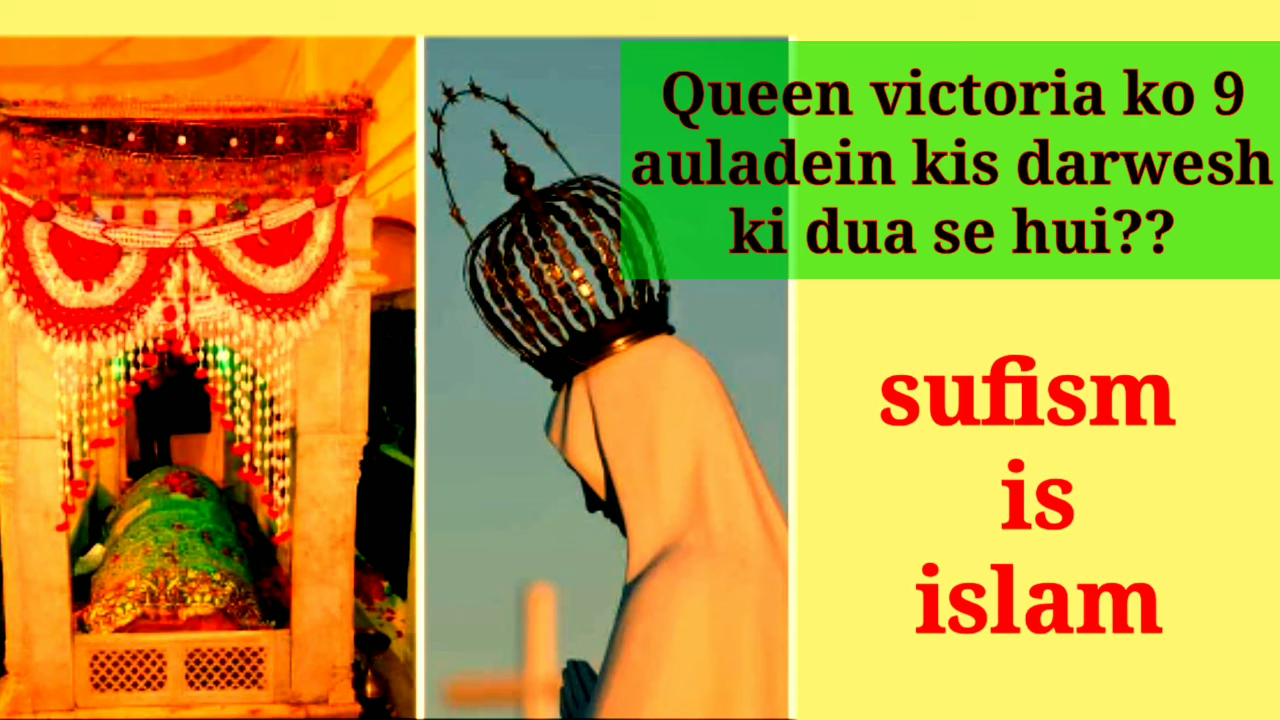 Queen victoria ko 9
auladein kis darwesh
ki dua se hui??
sufism
is
islam